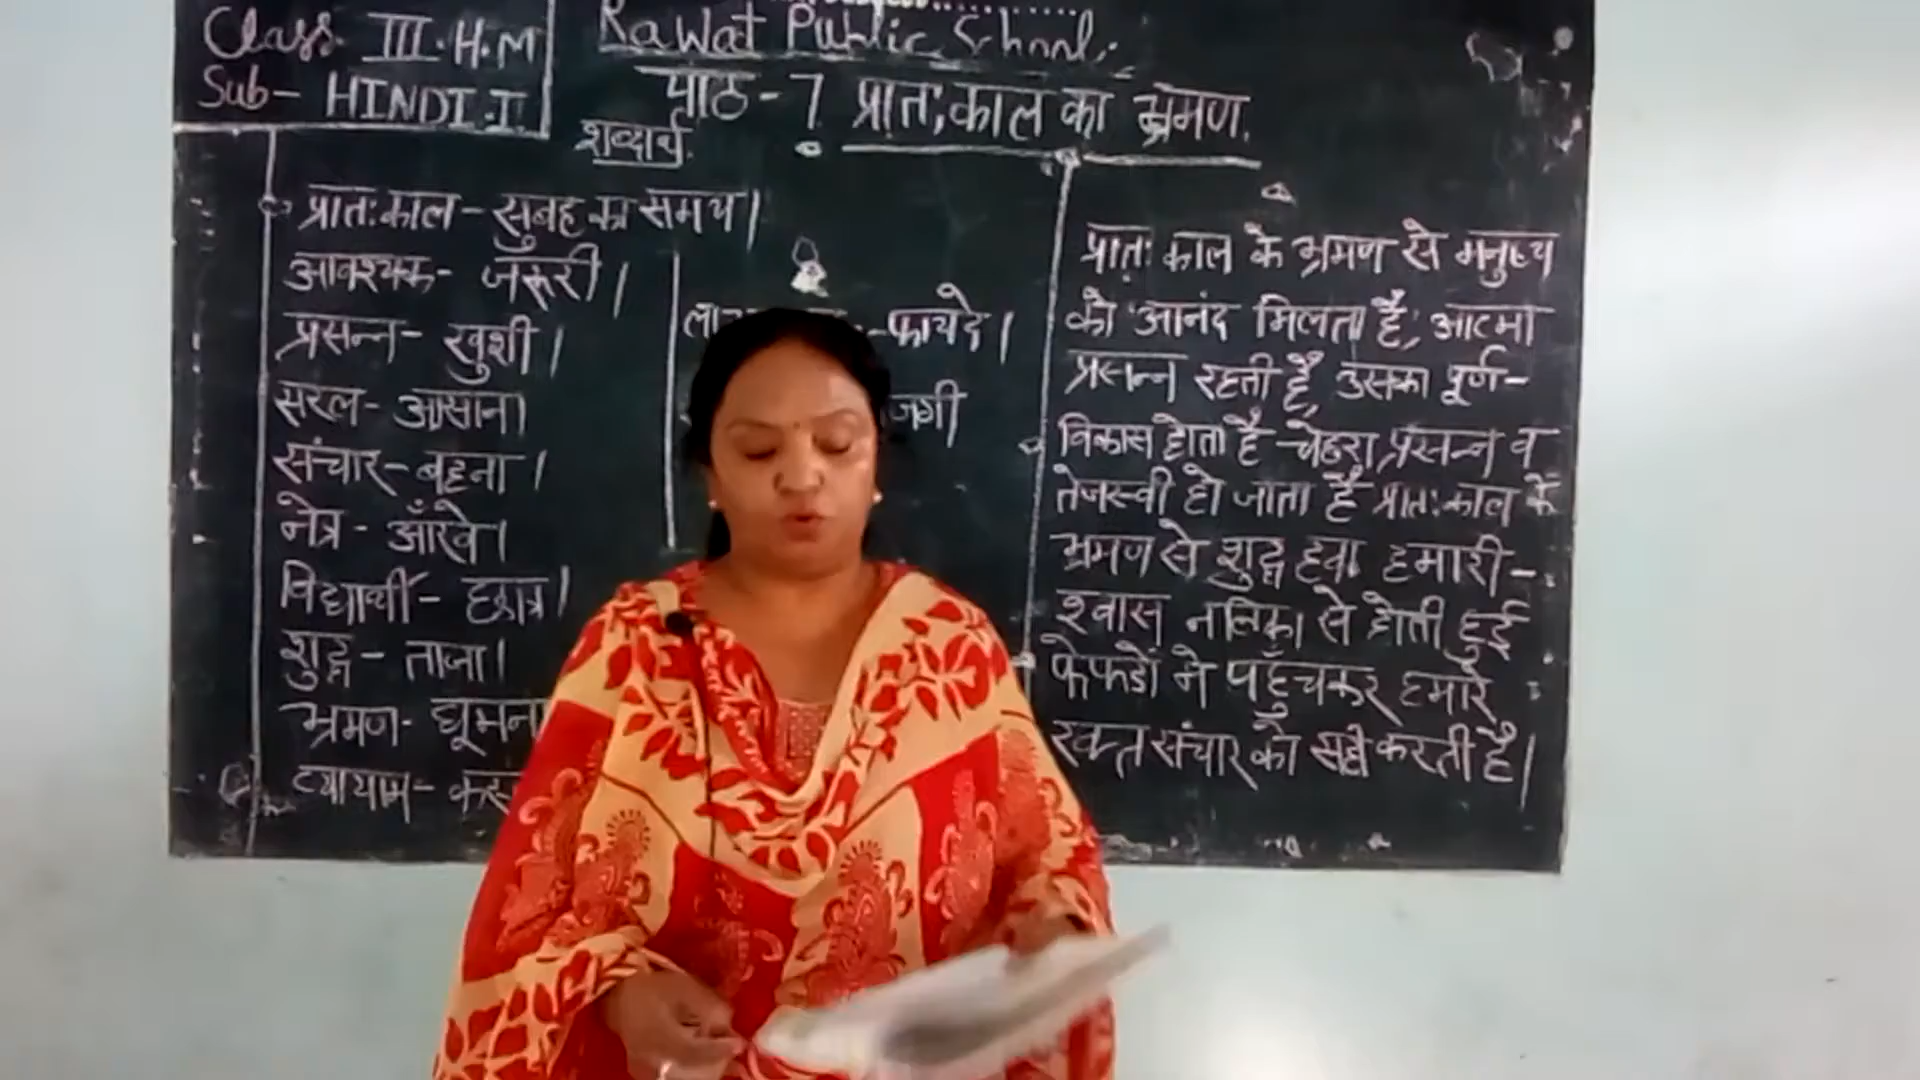 Class III.H.M
Sub- HINDI.I
Rawat Public School
पाठ-7 प्रात:काल का भ्रमण
शब्दार्थ
प्रात:काल - सुबह का समय।
आवश्यक - जरूरी।
प्रसन्न - खुशी।
सरल - आसान।
संचार - बहना।
नेत्र - आँखे।
विद्यार्थी - छात्र।
शुद्ध - ताजा।
भ्रमण - घूमना
व्यायाम -
- फायदे।
प्रात: काल के भ्रमण से मनुष्य
को आनंद मिलता है, आत्मा
प्रसन्न रहती है, उसका पूर्ण-
विकास होता है चेहरा प्रसन्न व
तेजस्वी हो जाता है प्रात:काल के
भ्रमण से शुद्ध हवा हमारी-
श्वास नलिका से होती हुई
फेफडों मे पहुँचकर हमारे
रक्त संचार को सही करती है।